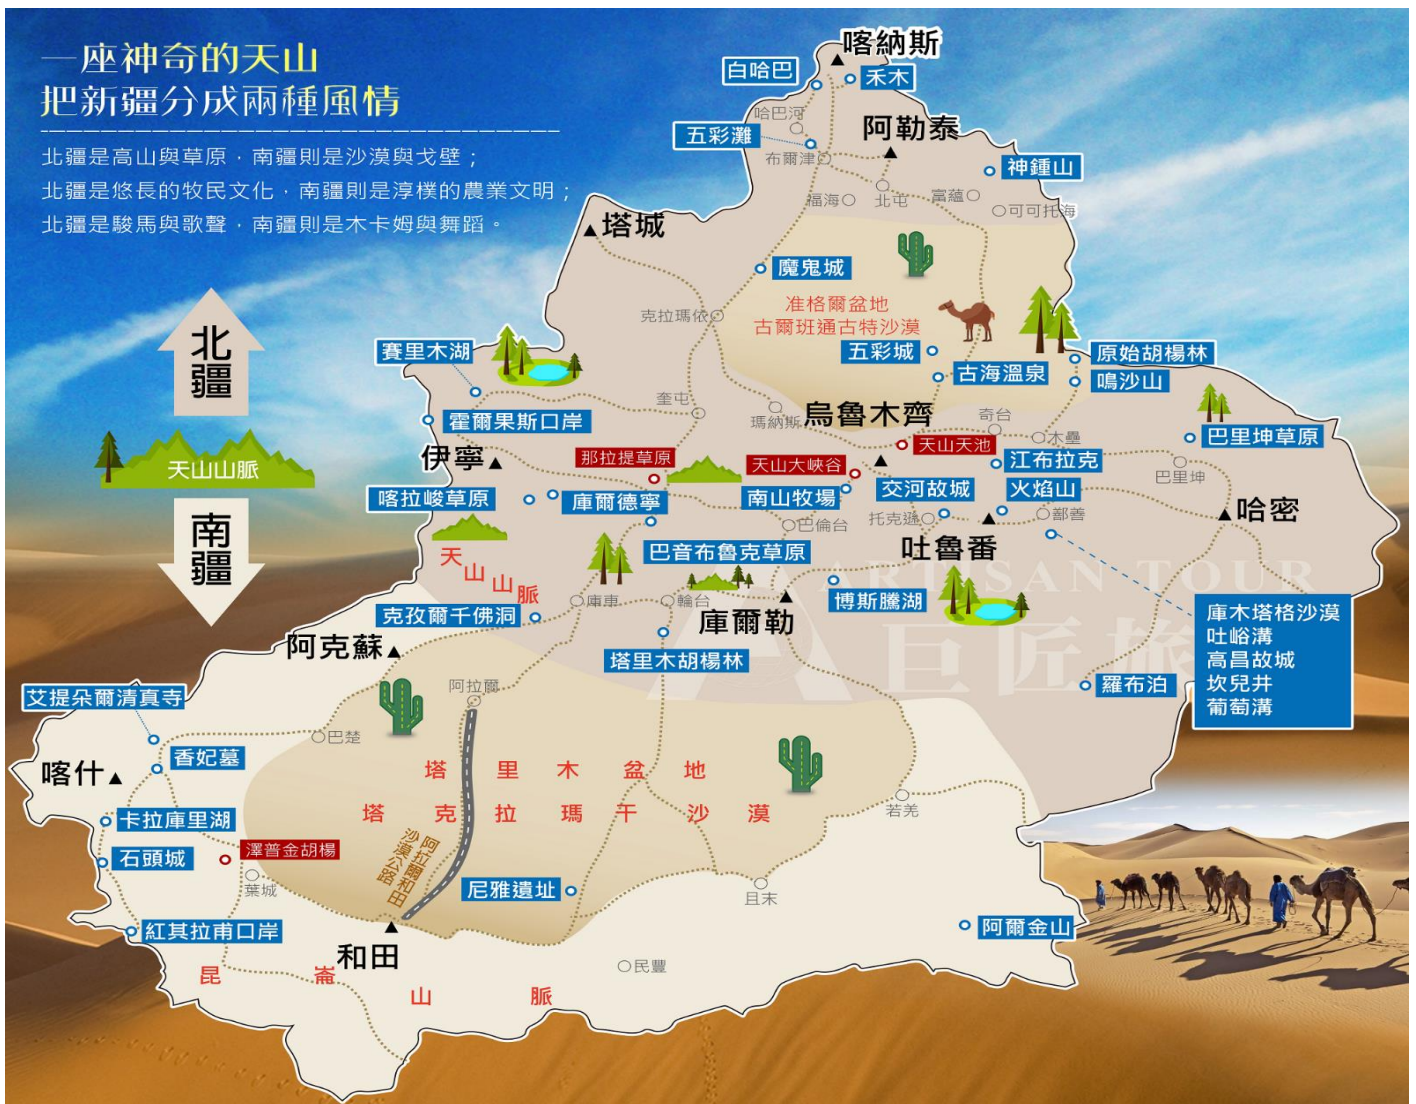 一座神奇的天山
把新疆分成兩種風情
北疆是高山與草原，南疆則是沙漠與戈壁；
北疆是悠長的牧民文化，南疆則是淳樸的農業文明；
北疆是駿馬與歌聲，南疆則是木卡姆與舞蹈。
北疆
天山山脈
南疆
喀納斯
白哈巴
禾木
哈巴河
五彩灘
阿勒泰
布爾津
神鍾山
福海
北屯
富蘊
可可托海
塔城
魔鬼城
准格爾盆地
古爾班通古特沙漠
克拉瑪依
五彩城
原始胡楊林
賽里木湖
古海溫泉
鳴沙山
奎屯
瑪納斯
烏魯木齊
奇台
霍爾果斯口岸
木壘
巴里坤草原
天山天池
伊寧
那拉提草原
天山大峽谷
江布拉克
巴里坤
喀拉峻草原
庫爾德寧
南山牧場
交河故城
火焰山
哈密
托克遜
鄯善
巴倫台
吐魯番
巴音布魯克草原
天山山脈
ARTISAN TOUR
巨匠旅
庫車
輪台
庫爾勒
博斯騰湖
克孜爾千佛洞
阿克蘇
塔里木胡楊林
庫木塔格沙漠
吐峪溝
高昌故城
坎兒井
葡萄溝
羅布泊
阿拉爾
艾提朵爾清真寺
巴楚
香妃墓
喀什
塔里木盆地
塔克拉瑪干沙漠
若羌
卡拉庫里湖
阿拉爾和田
沙漠公路
澤普金胡楊
石頭城
葉城
尼雅遺址
且末
紅其拉甫口岸
阿爾金山
和田
民豐
昆崙山脈